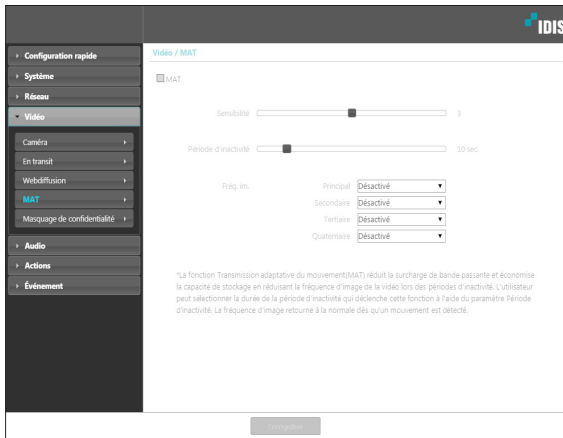 IDIS
Configuration rapide
Système
Réseau
Vidéo
Caméra
En transit
Webdiffusion
MAT
Masquage de confidentialité
Audio
Actions
Événement
Vidéo / MAT
MAT
Sensibilité 3
Période d'inactivité 10 sec.
Fréq. im. Principal Désactivé
Secondaire Désactivé
Tertiaire Désactivé
Quaternaire Désactivé
*La fonction Transmission adaptative du mouvement(MAT) réduit la surcharge de bande passante et économise
la capacité de stockage en réduisant la fréquence d'image de la vidéo lors des périodes d'inactivité. L'utilisateur
peut sélectionner la durée de la période d'inactivité qui déclenche cette fonction à l'aide du paramètre Période
d'inactivité. La fréquence d'image retourne à la normale dès qu'un mouvement est détecté.
Enregistrer